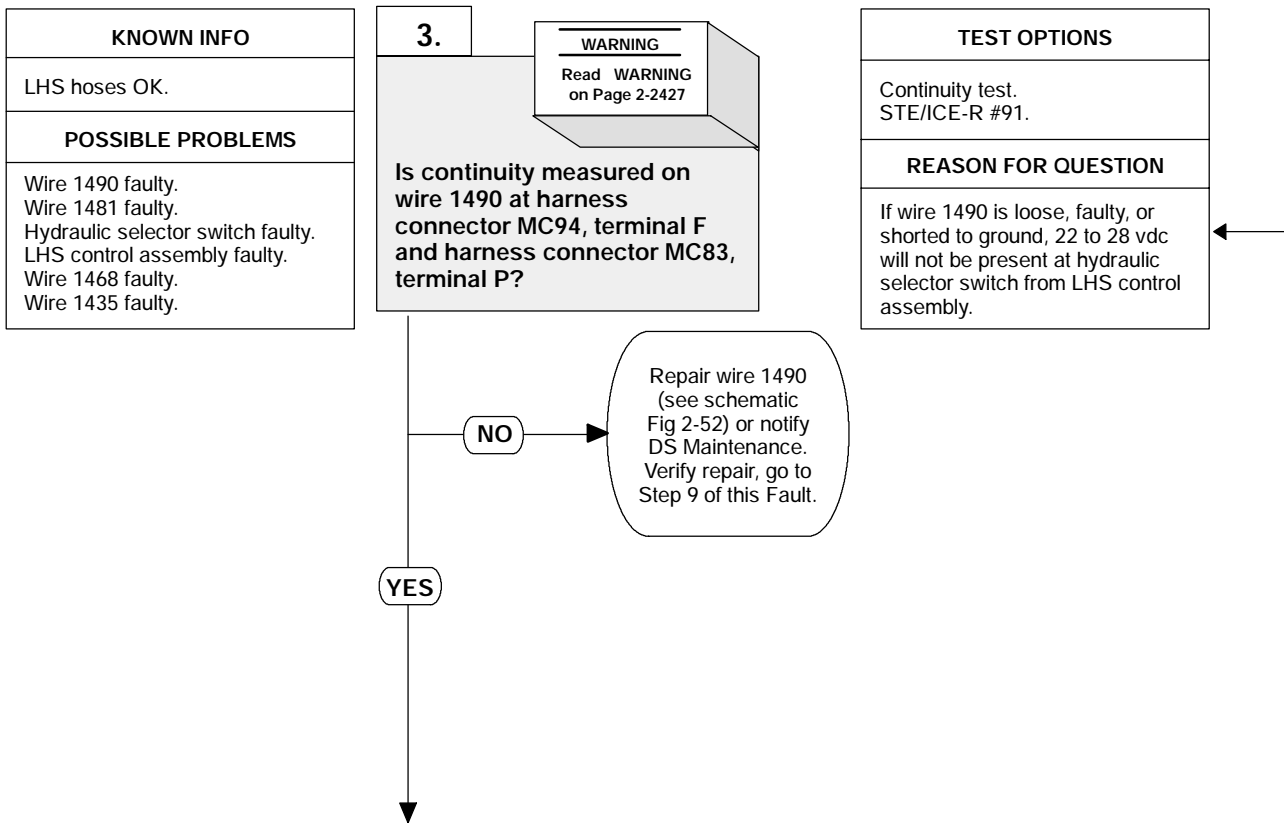 KNOWN INFO
LHS hoses OK.
POSSIBLE PROBLEMS
Wire 1490 faulty.
Wire 1481 faulty.
Hydraulic selector switch faulty.
LHS control assembly faulty.
Wire 1468 faulty.
Wire 1435 faulty.
3.
WARNING
Read WARNING
on Page 2-2427
Is continuity measured on
wire 1490 at harness
connector MC94, terminal F
and harness connector MC83,
terminal P?
TEST OPTIONS
Continuity test.
STE/ICE-R #91.
REASON FOR QUESTION
If wire 1490 is loose, faulty, or
shorted to ground, 22 to 28 vdc
will not be present at hydraulic
selector switch from LHS control
assembly.
NO
Repair wire 1490
(see schematic
Fig 2-52) or notify
DS Maintenance.
Verify repair, go to
Step 9 of this Fault.
YES